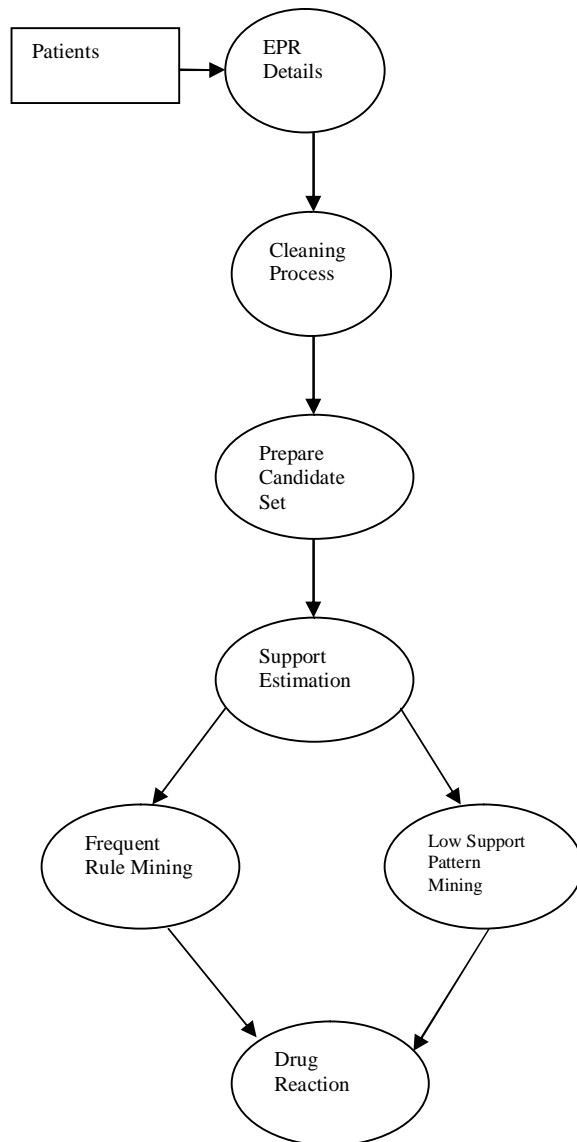 Patients
EPR
Details
Cleaning
Process
Prepare
Candidate
Set
Support
Estimation
Frequent
Rule Mining
Low Support
Pattern
Mining
Drug
Reaction